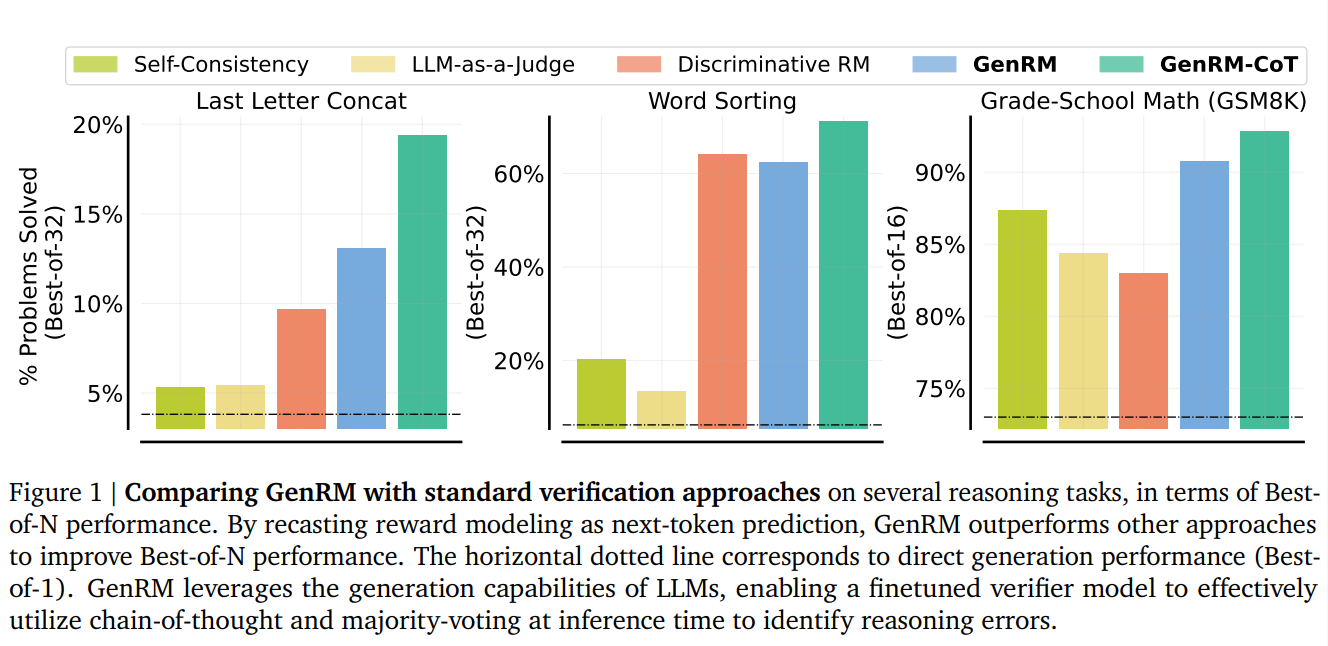 Self-Consistency LLM-as-a-Judge Discriminative RM GenRM GenRM-CoT
Last Letter Concat
% Problems Solved
(Best-of-32)
20%
15%
10%
5%
Word Sorting
(Best-of-32)
60%
40%
20%
Grade-School Math (GSM8K)
(Best-of-16)
90%
85%
80%
75%
Figure 1 | Comparing GenRM with standard verification approaches on several reasoning tasks, in terms of Best-
of-N performance. By recasting reward modeling as next-token prediction, GenRM outperforms other approaches
to improve Best-of-N performance. The horizontal dotted line corresponds to direct generation performance (Best-
of-1). GenRM leverages the generation capabilities of LLMs, enabling a finetuned verifier model to effectively
utilize chain-of-thought and majority-voting at inference time to identify reasoning errors.